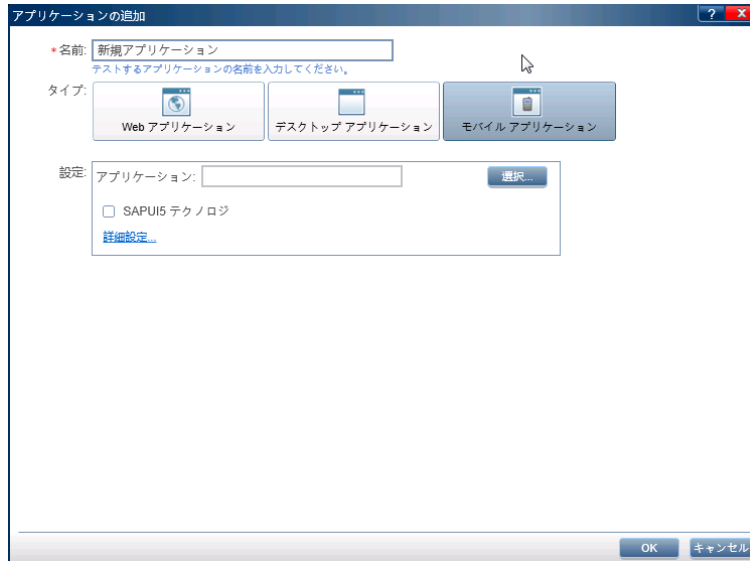 アプリケーションの追加 ? X
*名前: 新規アプリケーション
テストするアプリケーションの名前を入力してください。
タイプ:
Web アプリケーション デスクトップ アプリケーション モバイル アプリケーション
設定: アプリケーション: 選択...
SAPUI5 テクノロジ
詳細設定...
OK キャンセル